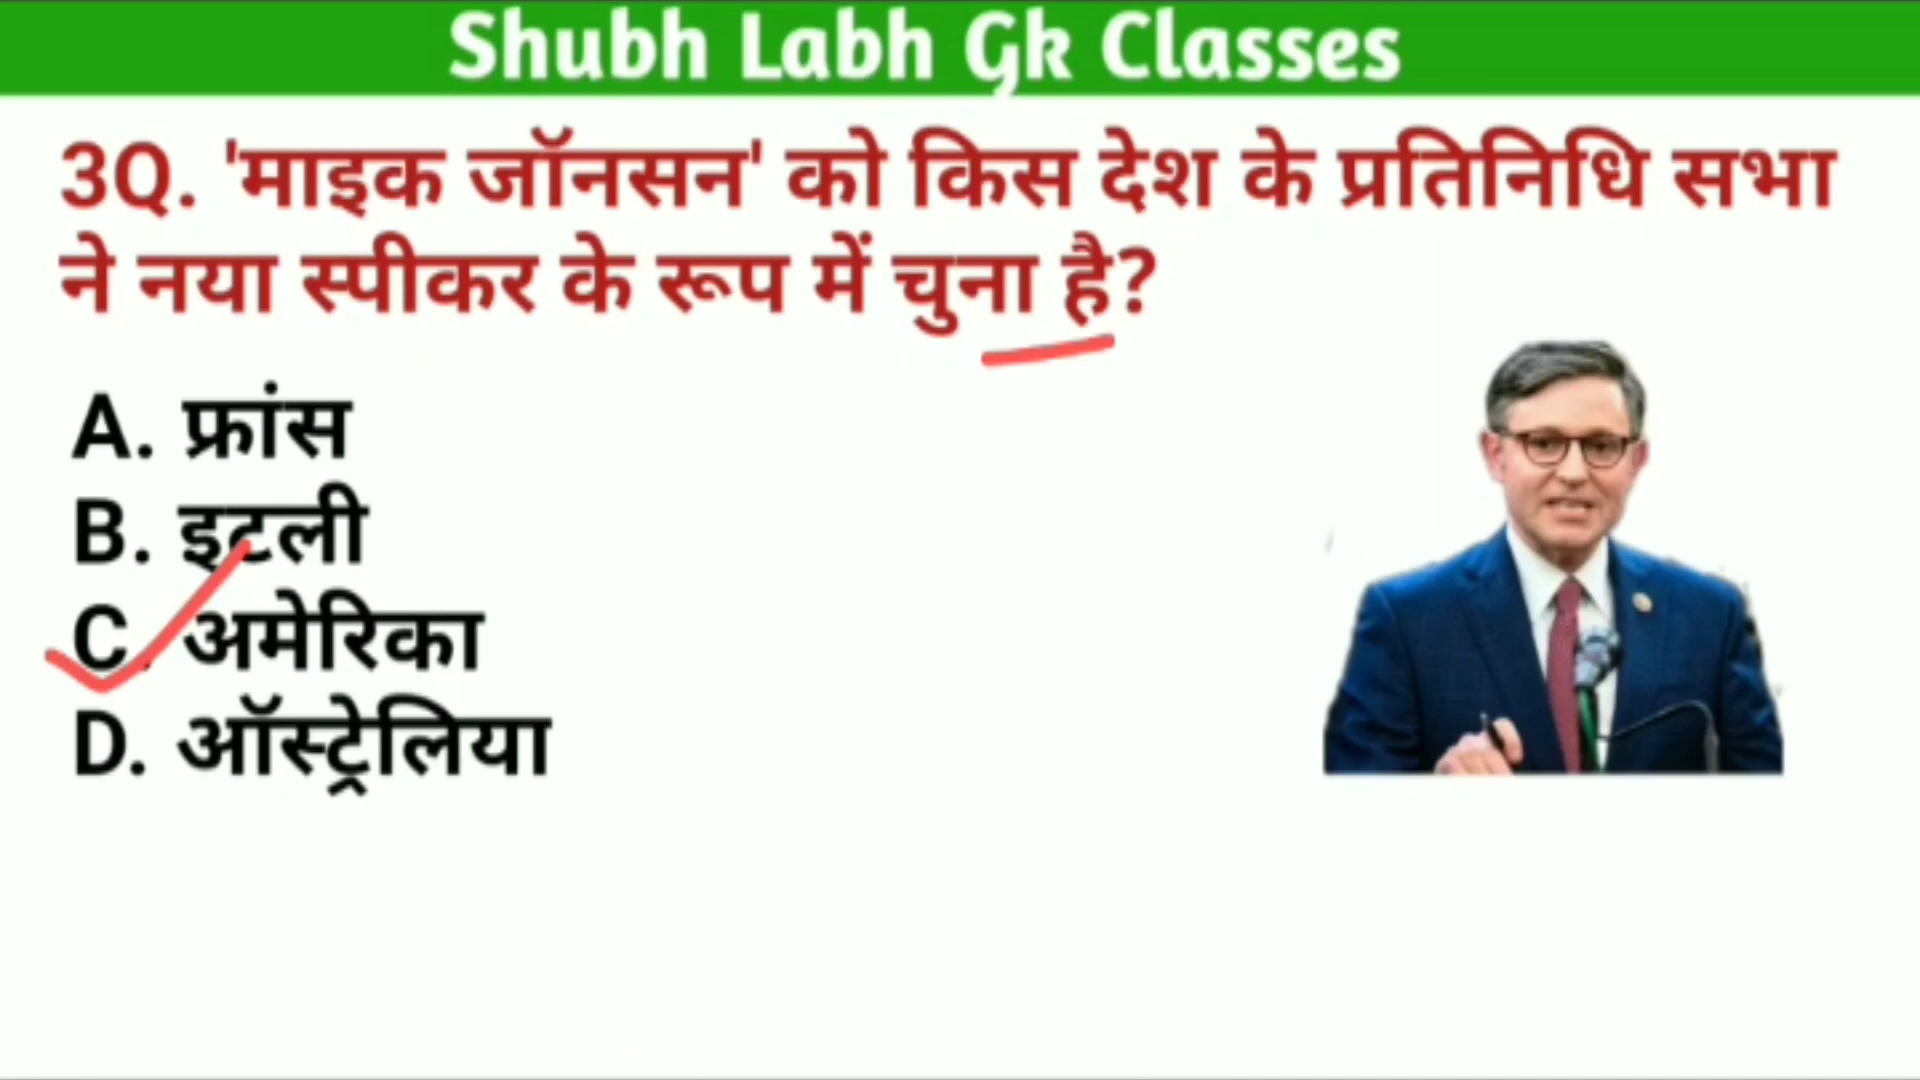 Shubh Labh Gk Classes
3Q. 'माइक जॉनसन' को किस देश के प्रतिनिधि सभा
ने नया स्पीकर के रूप में चुना है?
A. फ्रांस
B. इटली
C. अमेरिका
D. ऑस्ट्रेलिया